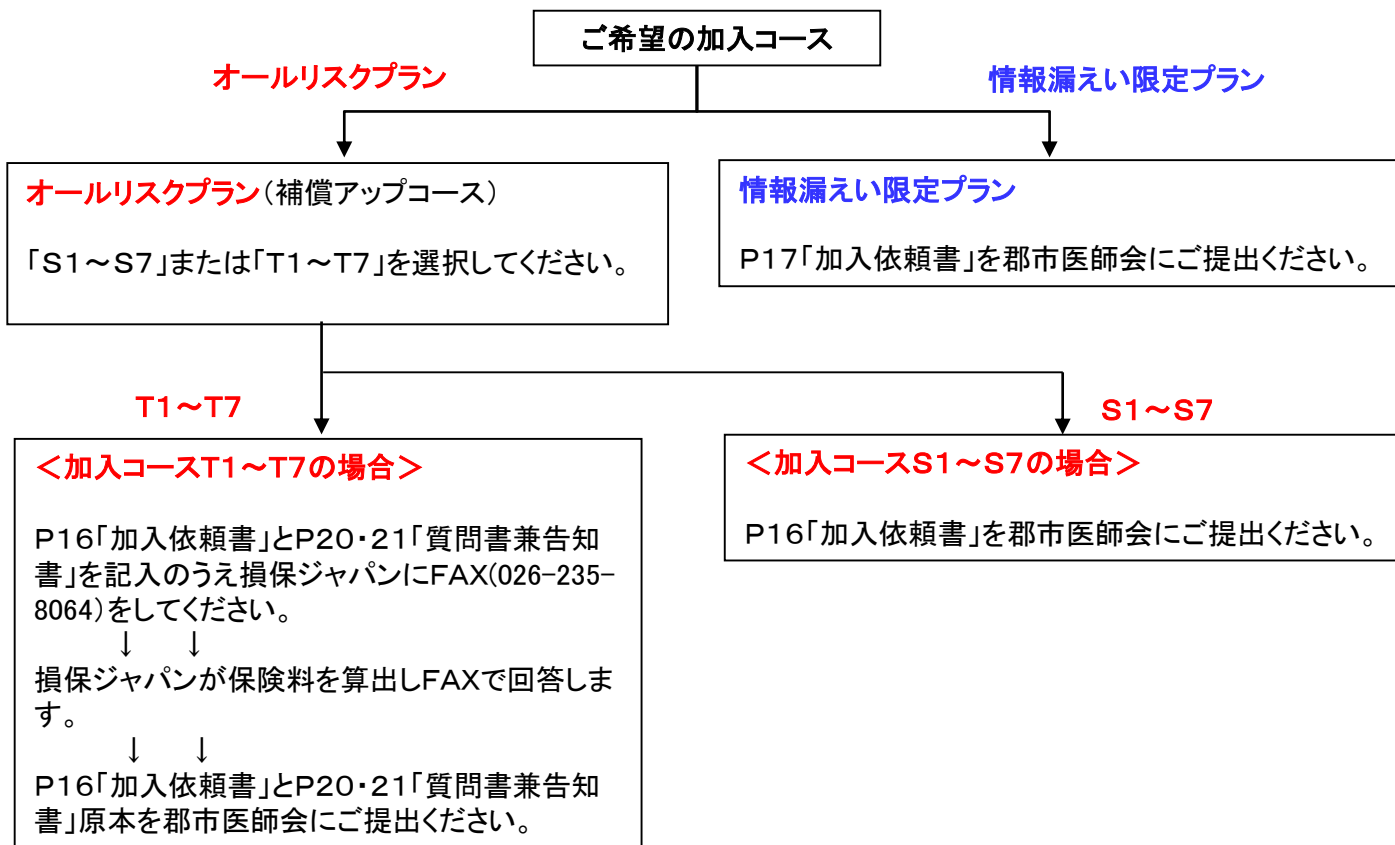 ご希望の加入コース
オールリスクプラン
情報漏えい限定プラン
オールリスクプラン（補償アップコース）
「S1～S7」または「T1～T7」を選択してください。
情報漏えい限定プラン
P17「加入依頼書」を郡市医師会にご提出ください。
T1～T7
S1～S7
＜加入コースT1～T7の場合＞
P16「加入依頼書」とP20・21「質問書兼告知
書」を記入のうえ損保ジャパンにFAX(026-235-
8064)をしてください。
↓ ↓
損保ジャパンが保険料を算出しFAXで回答しま
す。
↓ ↓
P16「加入依頼書」とP20・21「質問書兼告知
書」原本を郡市医師会にご提出ください。
＜加入コースS1～S7の場合＞
P16「加入依頼書」を郡市医師会にご提出ください。